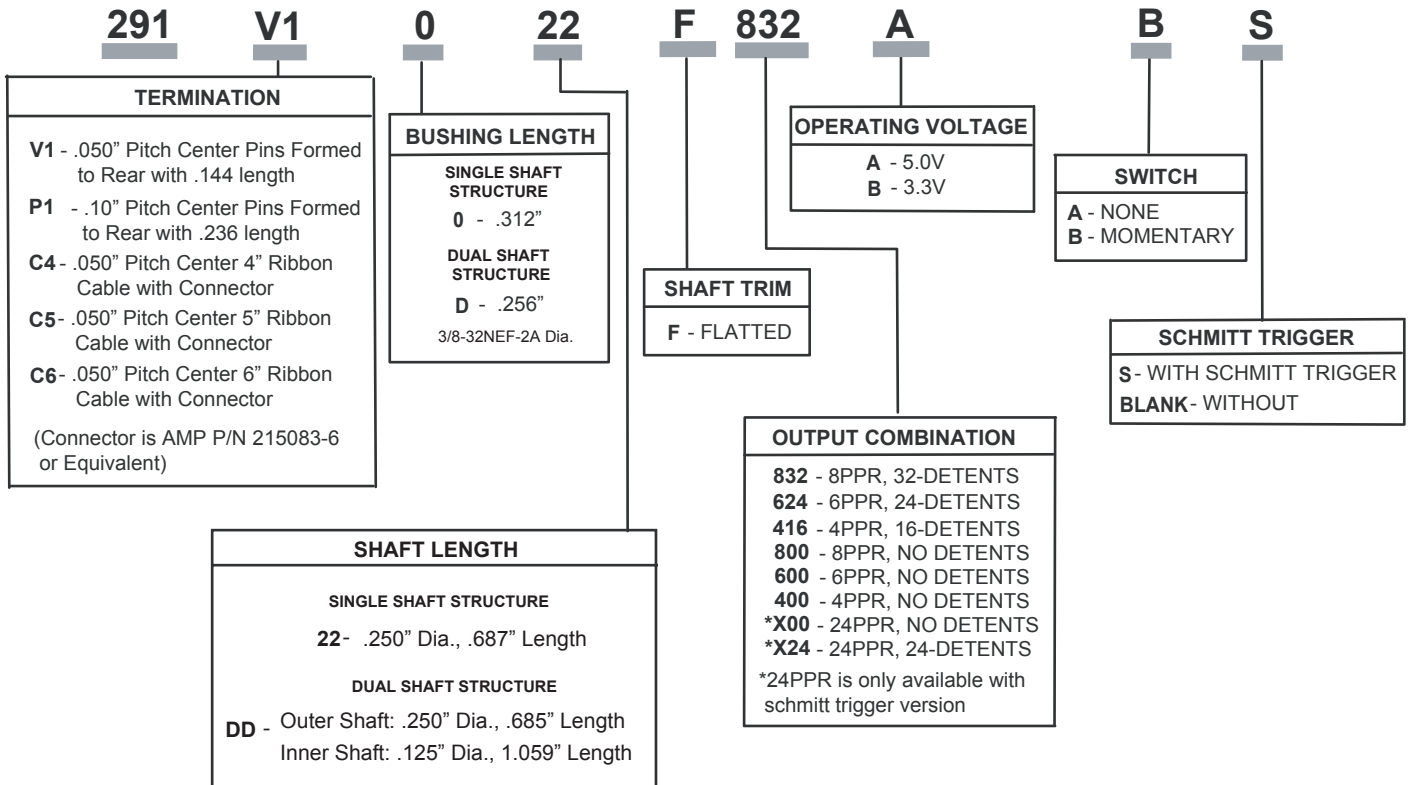 291 V1 0 22 F 832 A B S
TERMINATION
V1 - .050” Pitch Center Pins Formed
to Rear with .144 length
P1 - .10” Pitch Center Pins Formed
to Rear with .236 length
C4 - .050” Pitch Center 4” Ribbon
Cable with Connector
C5- .050” Pitch Center 5” Ribbon
Cable with Connector
C6- .050” Pitch Center 6” Ribbon
Cable with Connector
(Connector is AMP P/N 215083-6
or Equivalent)
BUSHING LENGTH
SINGLE SHAFT
STRUCTURE
0 - .312”
DUAL SHAFT
STRUCTURE
D - .256”
3/8-32NEF-2A Dia.
SHAFT LENGTH
SINGLE SHAFT STRUCTURE
22- .250” Dia., .687” Length
DUAL SHAFT STRUCTURE
DD - Outer Shaft: .250” Dia., .685” Length
Inner Shaft: .125” Dia., 1.059” Length
SHAFT TRIM
F - FLATTED
OPERATING VOLTAGE
A - 5.0V
B - 3.3V
OUTPUT COMBINATION
832 - 8PPR, 32-DETENTS
624 - 6PPR, 24-DETENTS
416 - 4PPR, 16-DETENTS
800 - 8PPR, NO DETENTS
600 - 6PPR, NO DETENTS
400 - 4PPR, NO DETENTS
*X00 - 24PPR, NO DETENTS
*X24 - 24PPR, 24-DETENTS
*24PPR is only available with
schmitt trigger version
SWITCH
A - NONE
B - MOMENTARY
SCHMITT TRIGGER
S - WITH SCHMITT TRIGGER
BLANK - WITHOUT